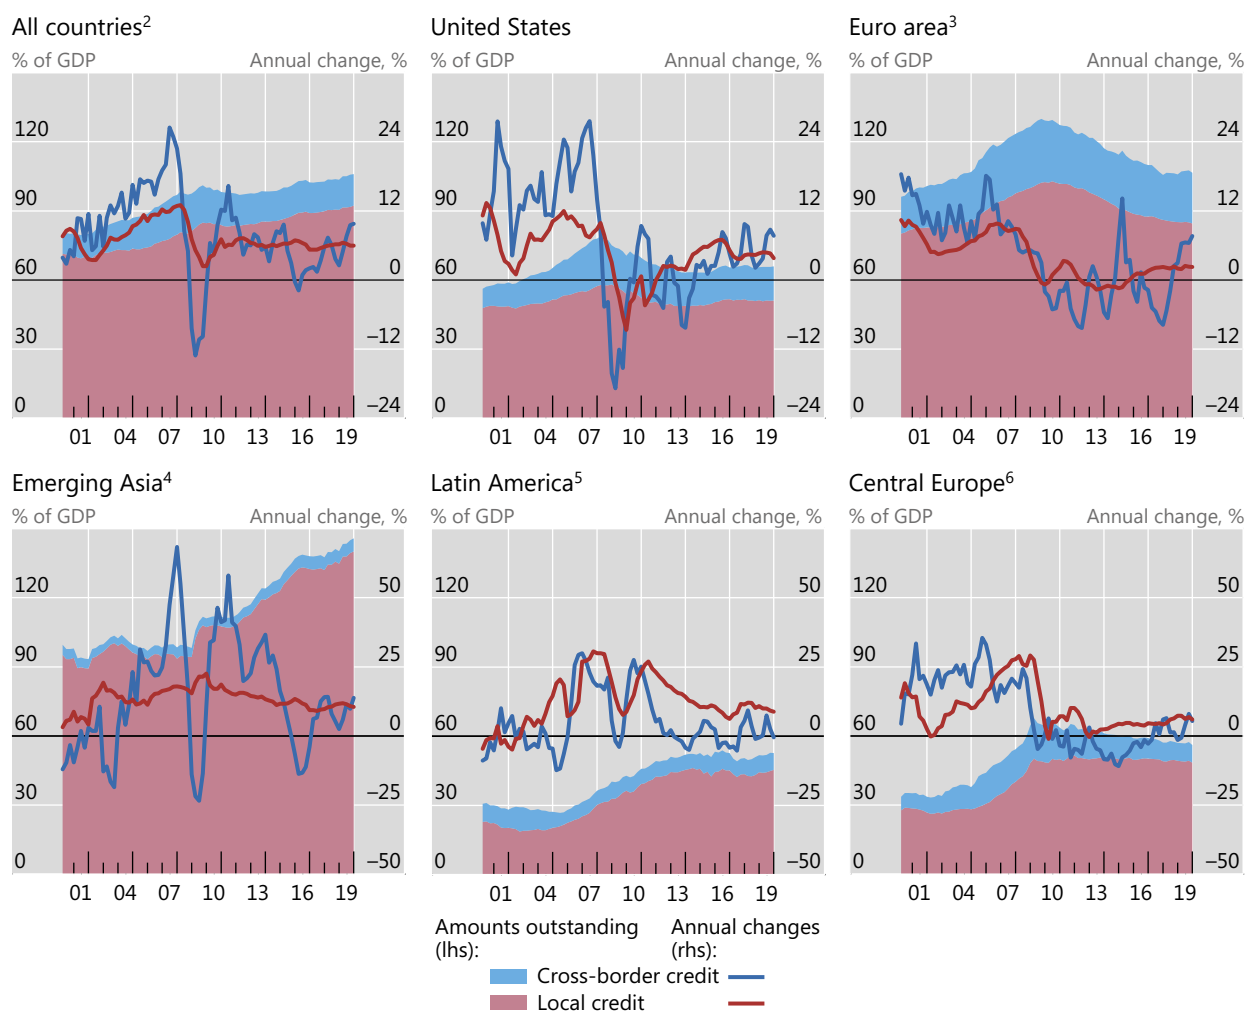 All countries2 United States Euro area3
% of GDP Annual change, % % of GDP Annual change, % % of GDP Annual change, %
120 24 120 24 120 24
90 12 90 12 90 12
60 0 60 0 60 0
30 –12 30 –12 30 –12
0 –24 0 –24 0 –24
01 04 07 10 13 16 19 01 04 07 10 13 16 19 01 04 07 10 13 16 19
Emerging Asia4 Latin America5 Central Europe6
% of GDP Annual change, % % of GDP Annual change, % % of GDP Annual change, %
120 50 120 50 120 50
90 25 90 25 90 25
60 0 60 0 60 0
30 –25 30 –25 30 –25
0 –50 0 –50 0 –50
01 04 07 10 13 16 19 01 04 07 10 13 16 19 01 04 07 10 13 16 19
Amounts outstanding Annual changes
(lhs): (rhs):
Cross-border credit
Local credit